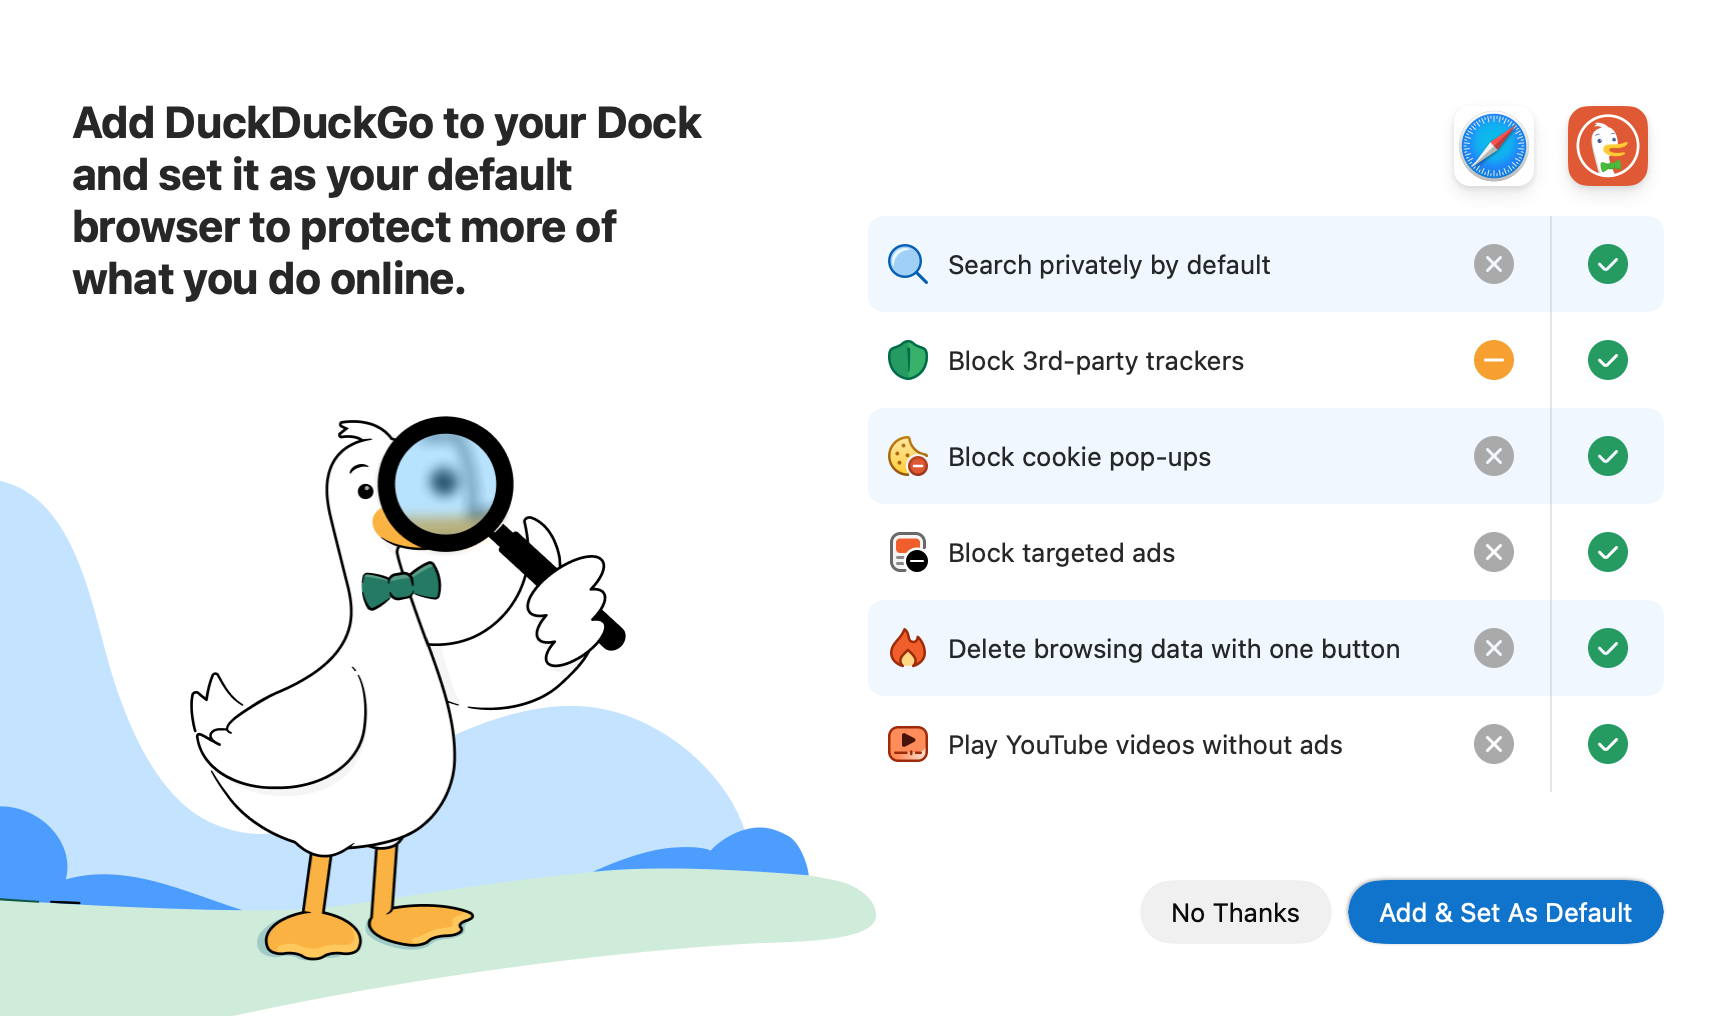 Add DuckDuckGo to your Dock
and set it as your default
browser to protect more of
what you do online.
Search privately by default
Block 3rd-party trackers
Block cookie pop-ups
Block targeted ads
Delete browsing data with one button
Play YouTube videos without ads
No Thanks
Add & Set As Default